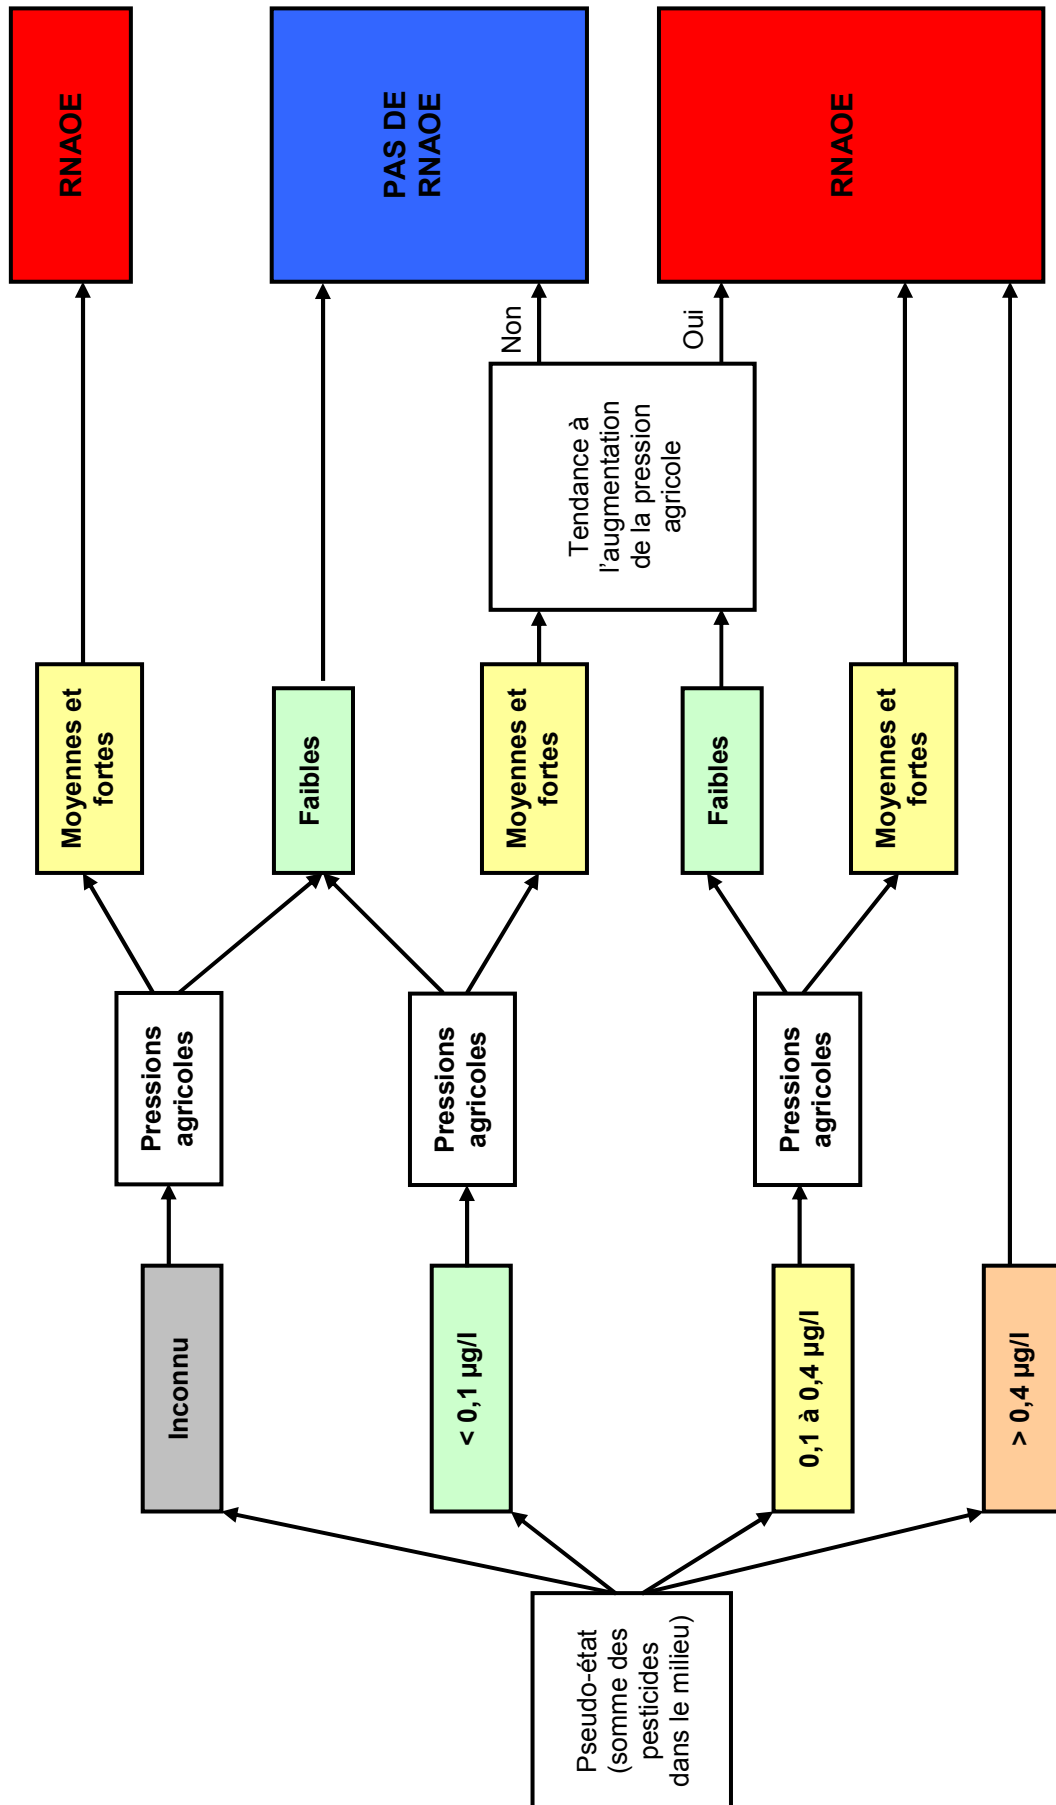 Pseudo-état
(somme des
pesticides
dans le milieu)
Inconnu
< 0,1 µg/l
0,1 à 0,4 µg/l
> 0,4 µg/l
Pressions
agricoles
Pressions
agricoles
Pressions
agricoles
Moyennes et
fortes
Faibles
Moyennes et
fortes
Faibles
Moyennes et
fortes
Tendance à
l'augmentation
de la pression
agricole
Non
Oui
RNAOE
PAS DE
RNAOE
RNAOE